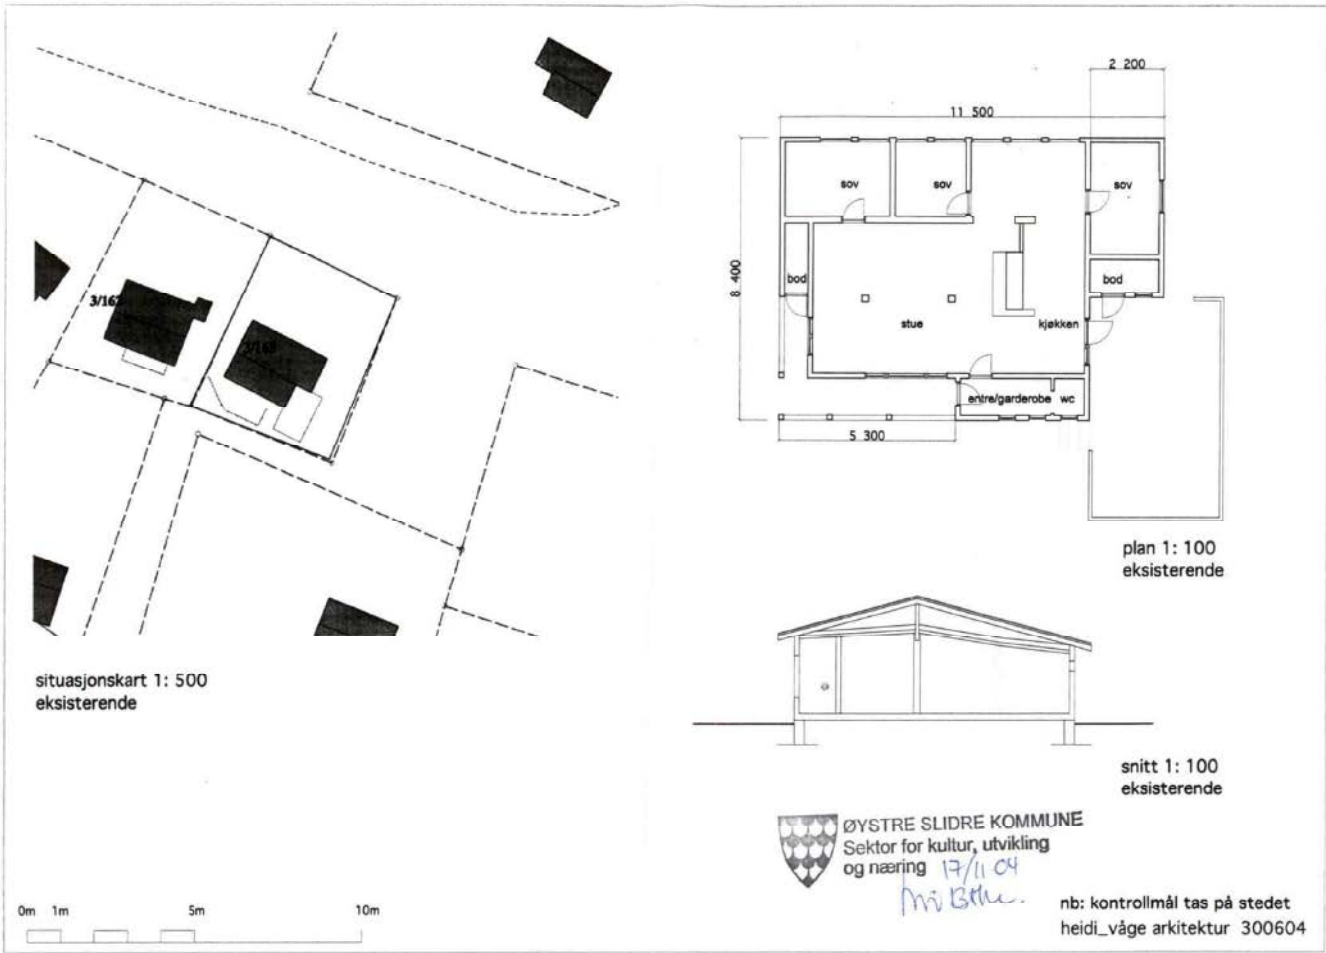 2 200
11 500
sov
sov
sov
8 400
bod
bod
stue
kjøkken
entre/garderobe
wc
5 300
plan 1: 100
eksisterende
3/163
situasjonskart 1: 500
eksisterende
snitt 1: 100
eksisterende
ØYSTRE SLIDRE KOMMUNE
Sektor for kultur, utvikling
og næring 17/11-04
0m 1m 5m 10m
nb: kontrollmål tas på stedet
heidi_våge arkitektur 300604